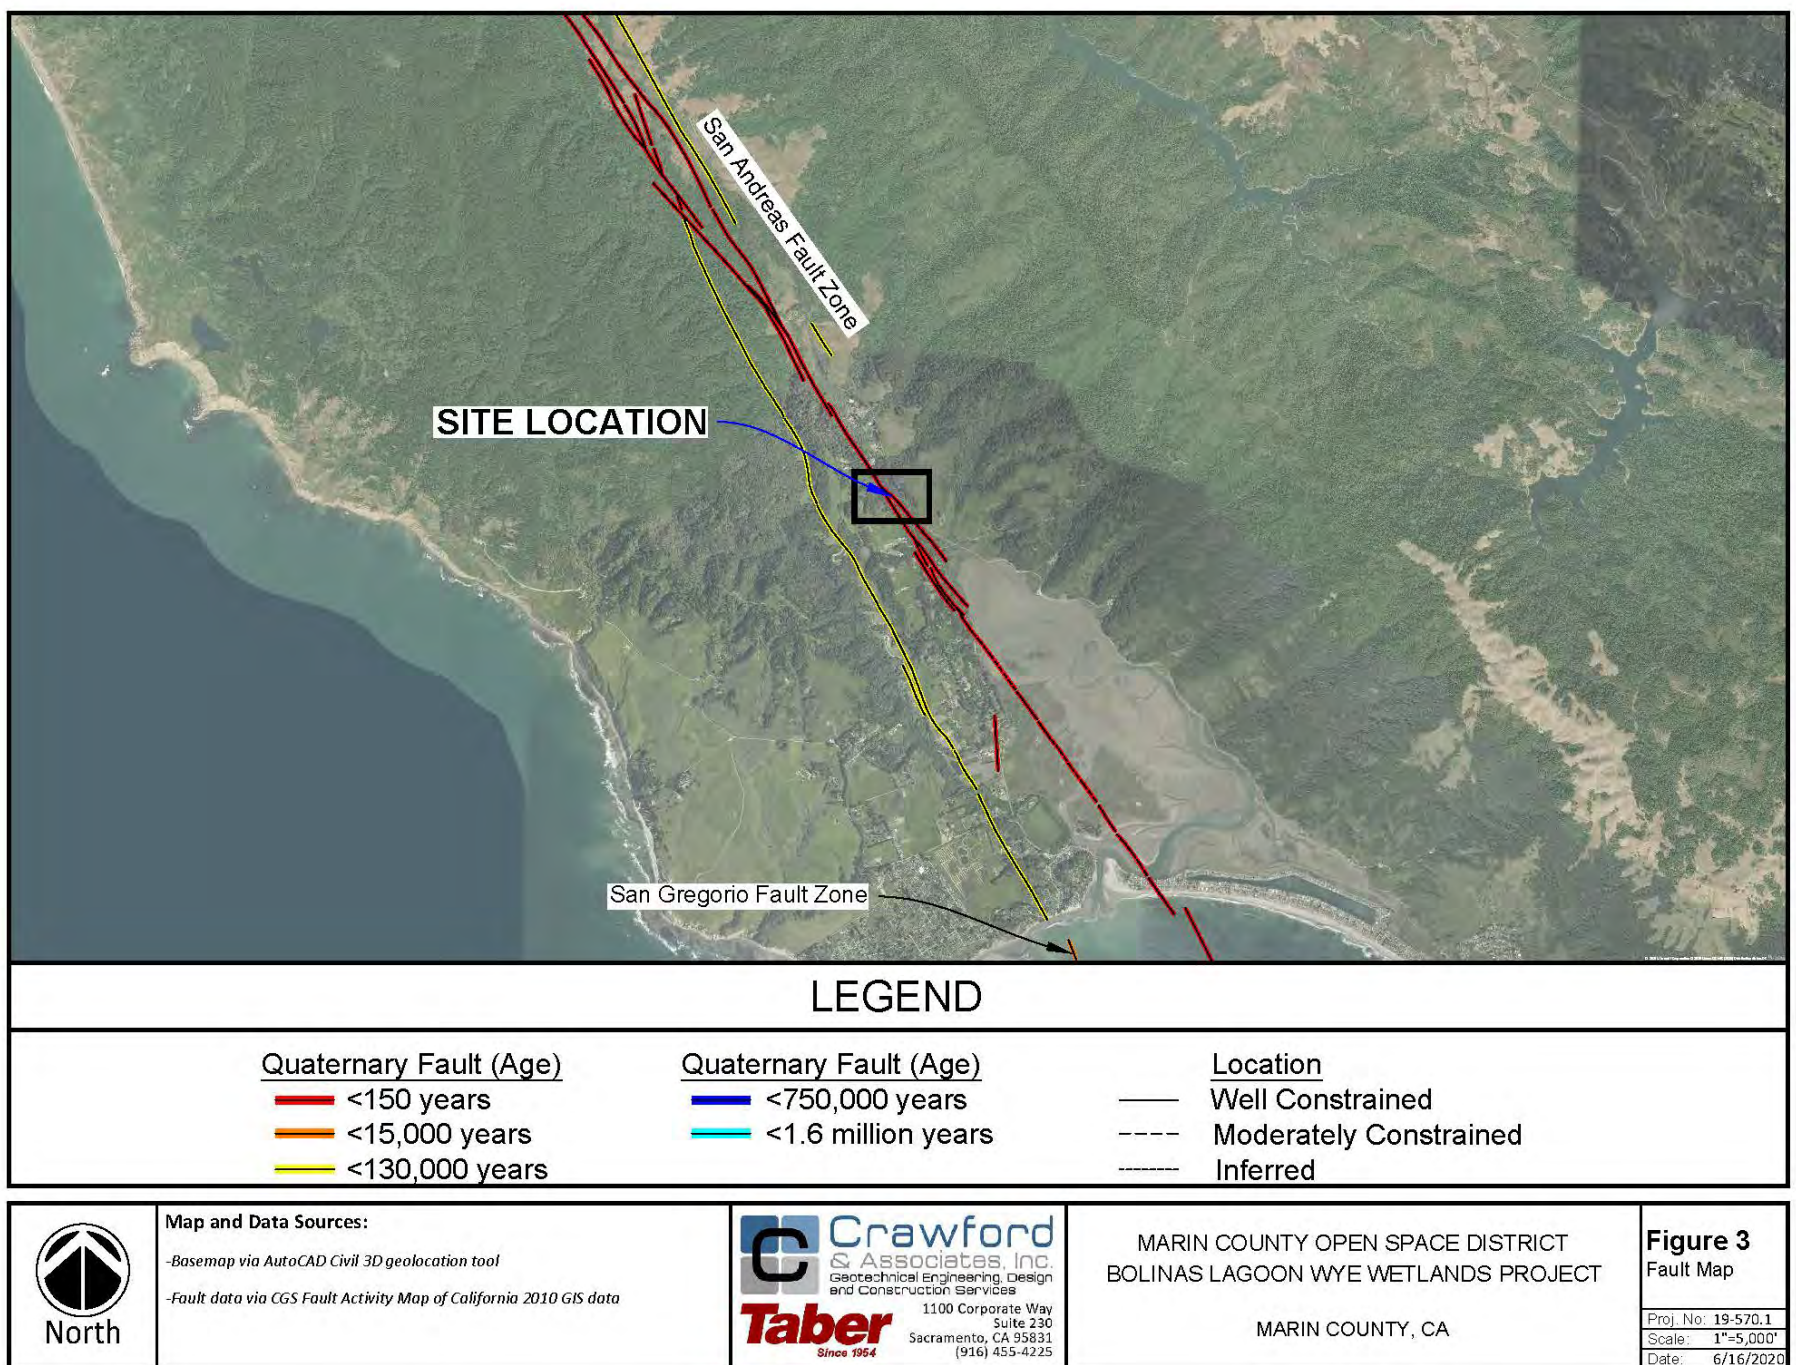 San Andreas Fault Zone
SITE LOCATION
San Gregorio Fault Zone
LEGEND
Quaternary Fault (Age)
<150 years
<15,000 years
<130,000 years
Quaternary Fault (Age)
<750,000 years
<1.6 million years
Location
Well Constrained
Moderately Constrained
Inferred
North
Map and Data Sources:
-Basemap via AutoCAD Civil 3D geolocation tool
-Fault data via CGS Fault Activity Map of California 2010 GIS data
C
Crawford
& Associates, Inc.
Geotechnical Engineering, Design
and Construction Services
Taber
Since 1954
1100 Corporate Way
Suite 230
Sacramento, CA 95831
(916) 455-4225
MARIN COUNTY OPEN SPACE DISTRICT
BOLINAS LAGOON WYE WETLANDS PROJECT
MARIN COUNTY, CA
Figure 3
Fault Map
Proj. No: 19-570.1
Scale: 1"=5,000'
Date: 6/16/2020